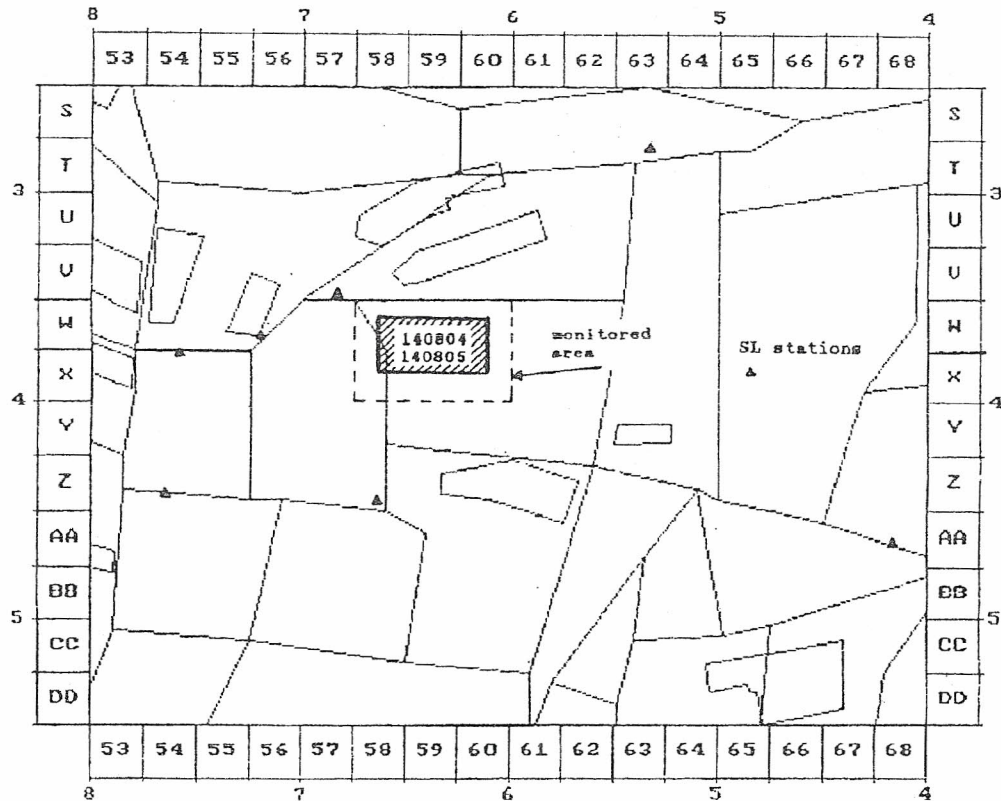 8 7 6 5 4
53 54 55 56 57 58 59 60 61 62 63 64 65 66 67 68
S S
T T
3 3
U U
V V
W W
140804
140805
monitored
area
SL stations
X X
4 4
Y Y
Z Z
AA AA
BB BB
5 5
CC CC
DD DD
53 54 55 56 57 58 59 60 61 62 63 64 65 66 67 68
8 7 6 5 4